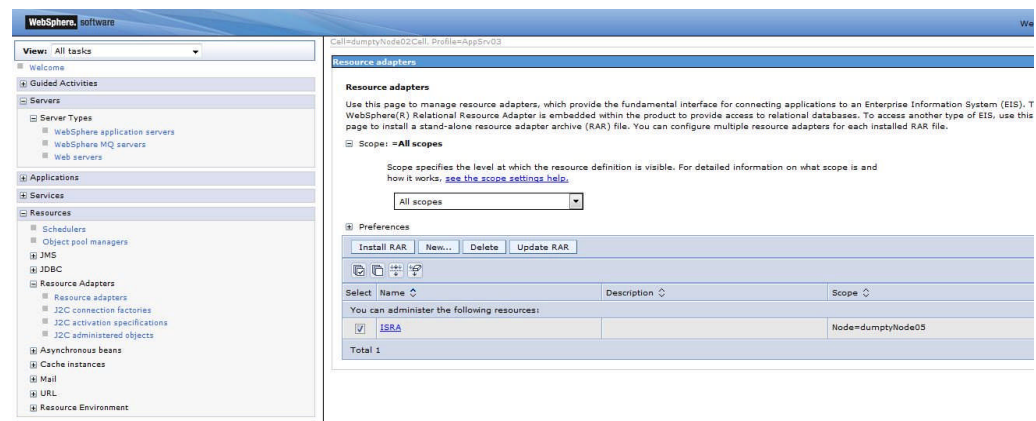 WebSphere. software
We
View: All tasks
Welcome
Guided Activities
Servers
Server Types
WebSphere application servers
WebSphere MQ servers
Web servers
Applications
Services
Resources
Schedulers
Object pool managers
JMS
JDBC
Resource Adapters
Resource adapters
J2C connection factories
J2C activation specifications
J2C administered objects
Asynchronous beans
Cache instances
Mail
URL
Resource Environment
Cell=dumptyNode02Cell, Profile=AppSrv03
Resource adapters
Resource adapters
Use this page to manage resource adapters, which provide the fundamental interface for connecting applications to an Enterprise Information System (EIS). T
WebSphere(R) Relational Resource Adapter is embedded within the product to provide access to relational databases. To access another type of EIS, use this
page to install a stand-alone resource adapter archive (RAR) file. You can configure multiple resource adapters for each installed RAR file.
Scope: =All scopes
Scope specifies the level at which the resource definition is visible. For detailed information on what scope is and
how it works, see the scope settings help.
All scopes
Preferences
Install RAR New... Delete Update RAR
Select Name Description Scope
You can administer the following resources:
ISRA Node=dumptyNode05
Total 1